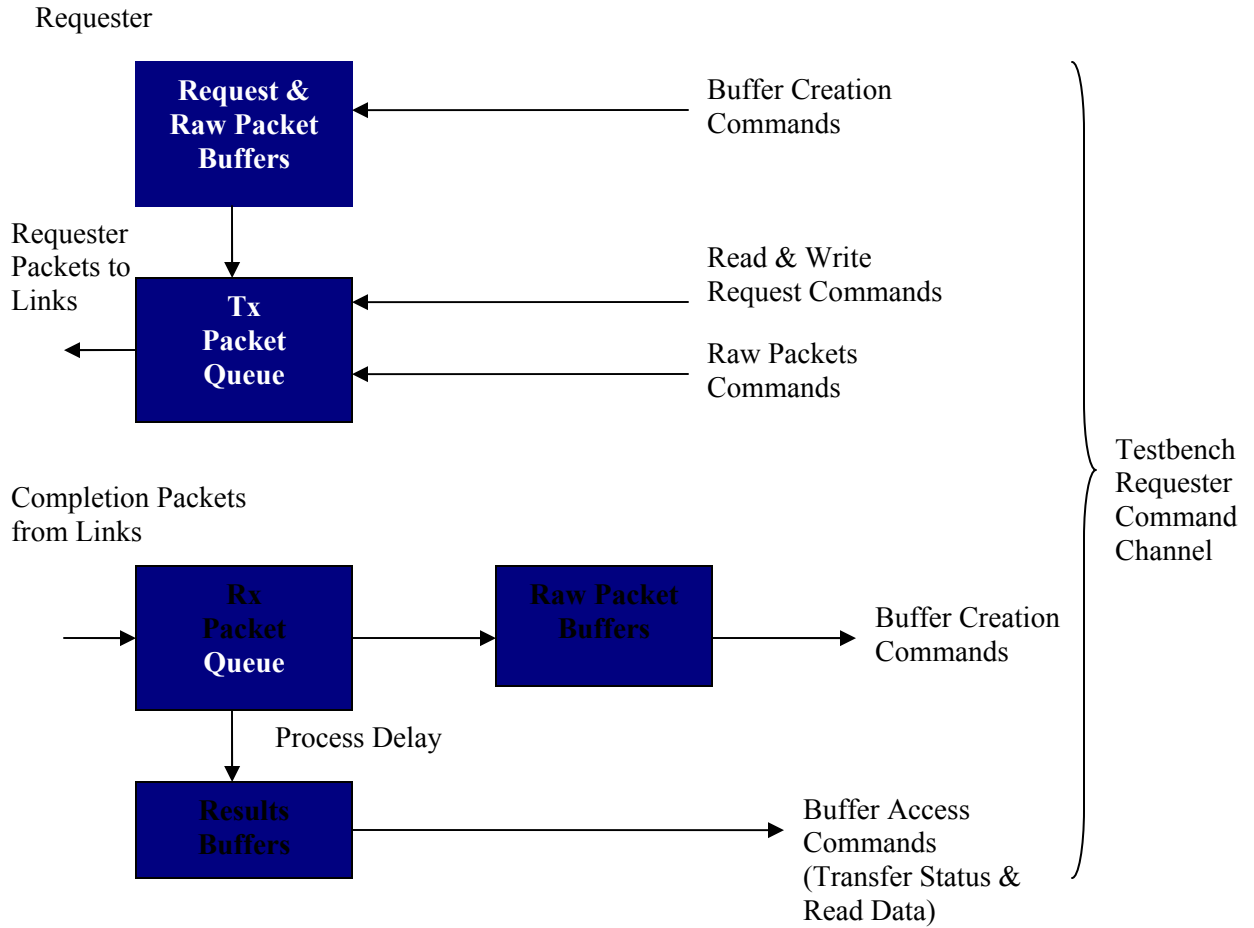 Requester
Request &
Raw Packet
Buffers
Buffer Creation
Commands
Requester
Packets to
Links
Tx
Packet
Queue
Read & Write
Request Commands
Raw Packets
Commands
Testbench
Requester
Command
Channel
Completion Packets
from Links
Rx
Packet
Queue
Raw Packet
Buffers
Buffer Creation
Commands
Process Delay
Results
Buffers
Buffer Access
Commands
(Transfer Status &
Read Data)